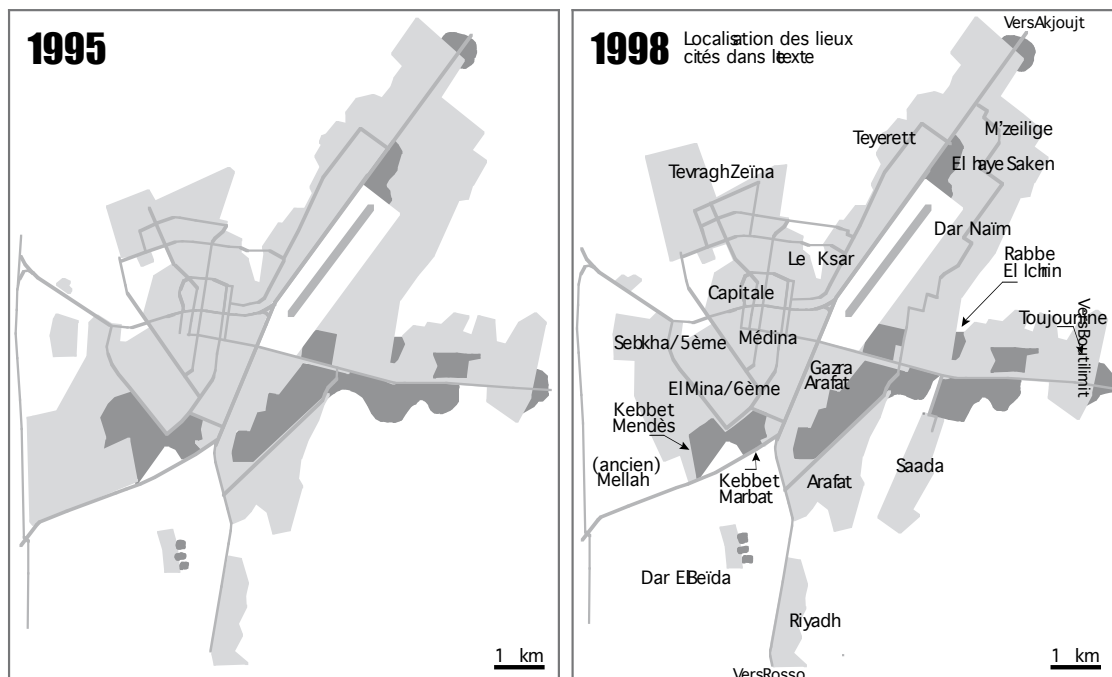 1995
1 km
1998
Localisation des lieux
cités dans le texte
Vers Akjoujt
M'zeilige
Teyerett
El haye Saken
Tevragh Zeïna
Dar Naïm
Rabbe
El Ichrin
Le Ksar
Capitale
Toujounine
Vers Boutilimit
Sebkha/5ème
Médina
Gazra
Arafat
El Mina/6ème
Kebbet
Mendès
(ancien)
Mellah
Kebbet
Marbat
Arafat
Saada
Dar El Beïda
Riyadh
1 km
Vers Rosso